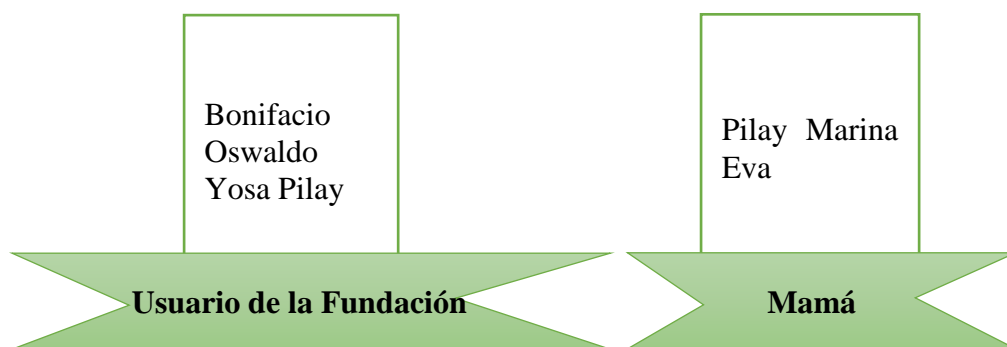 Bonifacio
Oswaldo
Yosa Pilay
Pilay Marina
Eva
Usuario de la Fundación
Mamá